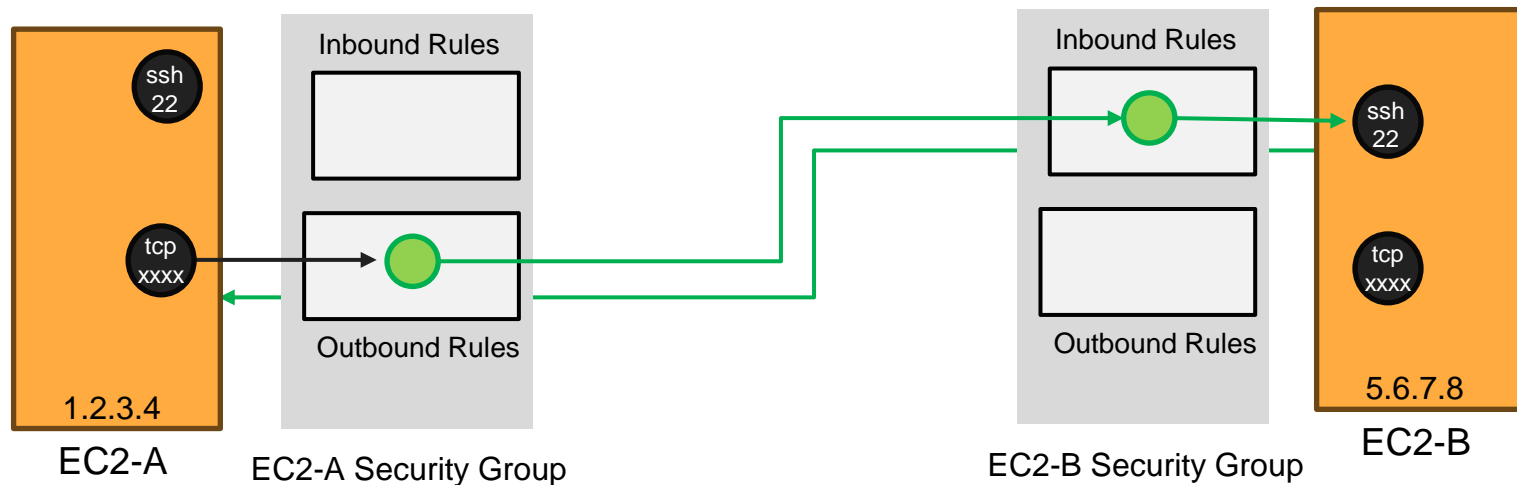 ssh
22
tcp
xxxx
1.2.3.4
EC2-A
Inbound Rules
Outbound Rules
EC2-A Security Group
Inbound Rules
Outbound Rules
EC2-B Security Group
ssh
22
tcp
xxxx
5.6.7.8
EC2-B